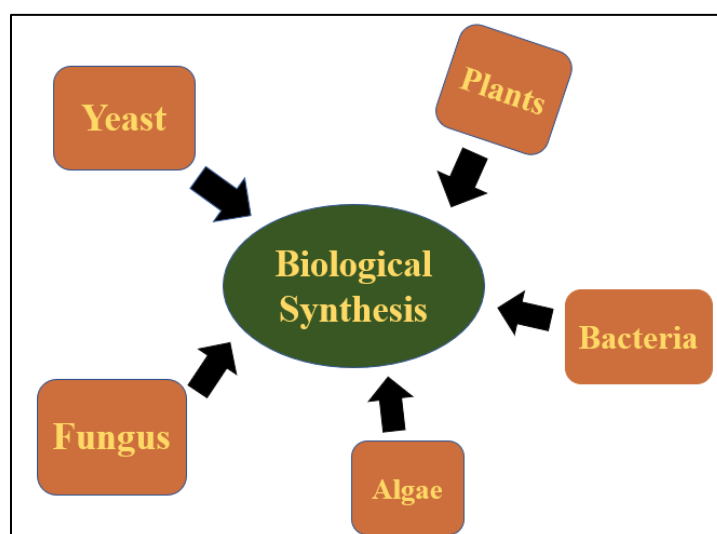 Yeast
Plants
Biological
Synthesis
Bacteria
Fungus
Algae